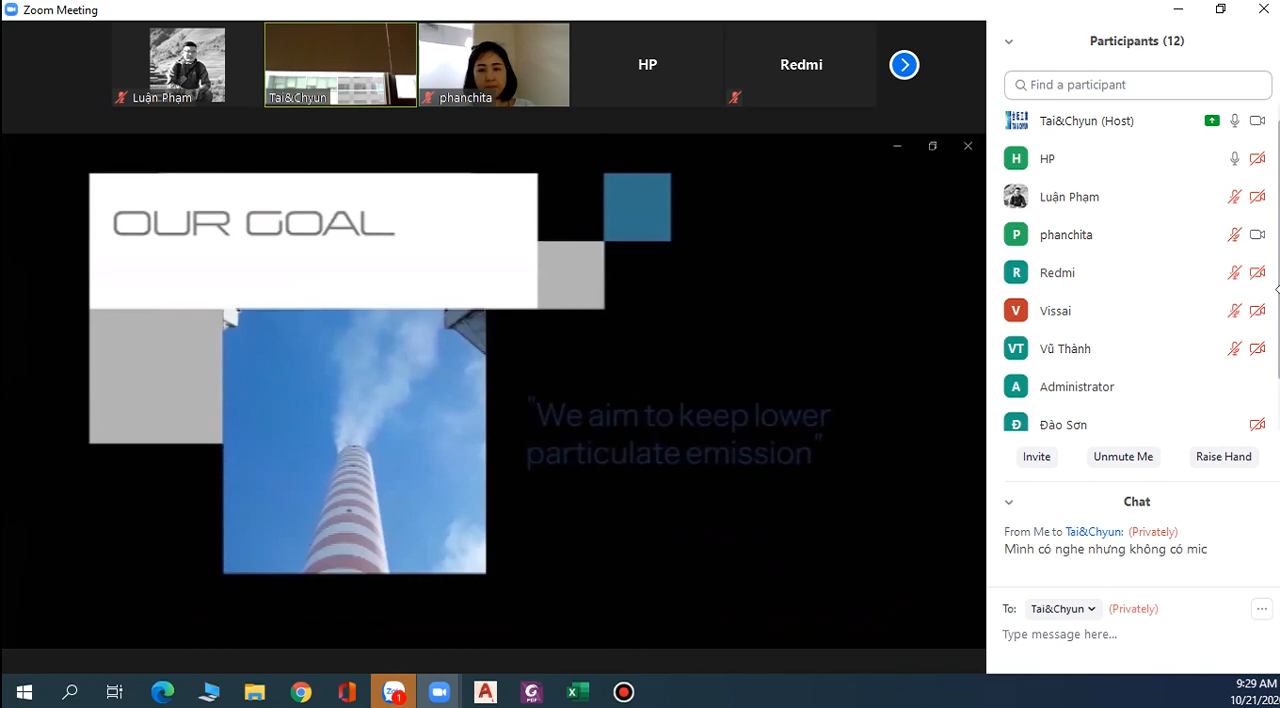 Zoom Meeting
Luận Phạm
Tai&Chyun
phanchita
HP
Redmi
OUR GOAL
"We aim to keep lower
particulate emission"
Participants (12)
Find a participant
Tai&Chyun (Host)
H HP
Luận Phạm
P phanchita
R Redmi
V Vissai
VT Vũ Thành
A Administrator
Đ Đào Sơn
Invite Unmute Me Raise Hand
Chat
From Me to Tai&Chyun: (Privately)
Mình có nghe nhưng không có mic
To: Tai&Chyun (Privately)
Type message here...
9:29 AM